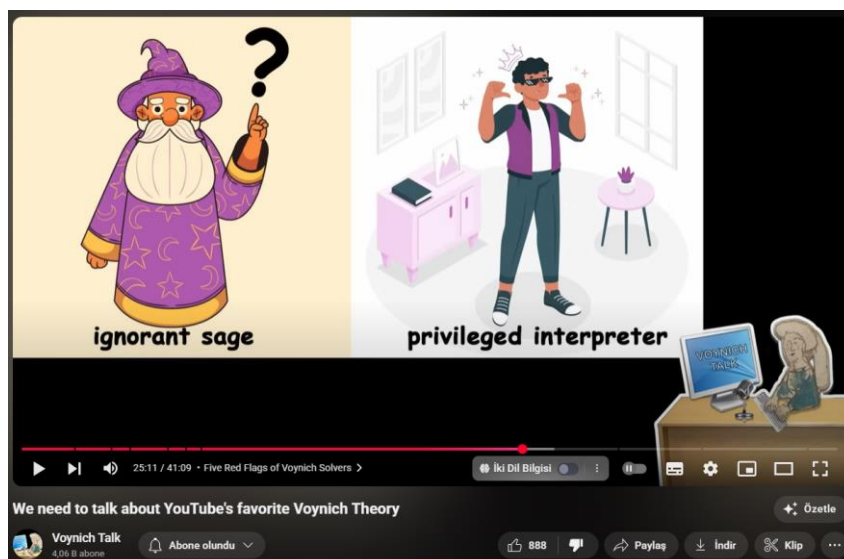 ?
ignorant sage
privileged interpreter
VOYNICH
TALK
25:11 / 41:09 • Five Red Flags of Voynich Solvers >
İki Dil Bilgisi
We need to talk about YouTube's favorite Voynich Theory
Özetle
Voynich Talk
4,06 B abone
Abone olundu
888
Paylaş
İndir
Klip